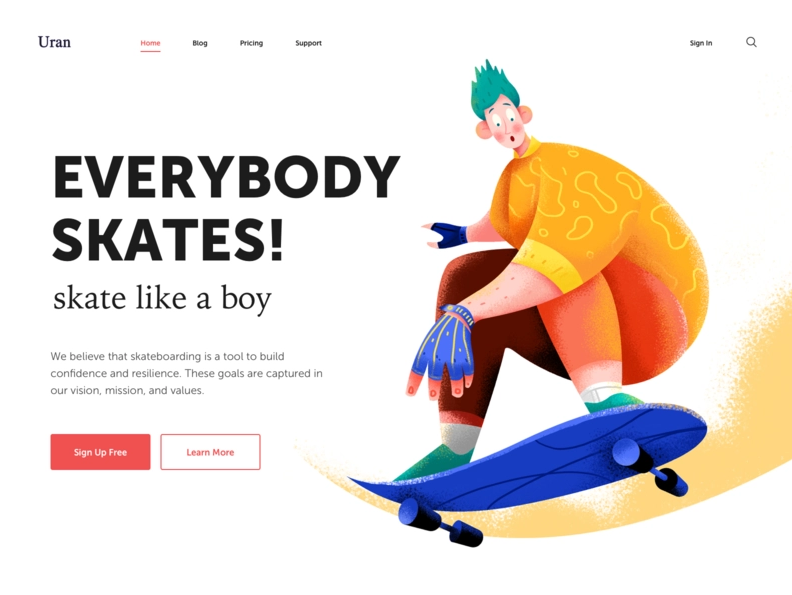 Uran
Home Blog Pricing Support Sign In
EVERYBODY
SKATES!
skate like a boy
We believe that skateboarding is a tool to build
confidence and resilience. These goals are captured in
our vision, mission, and values.
Sign Up Free Learn More